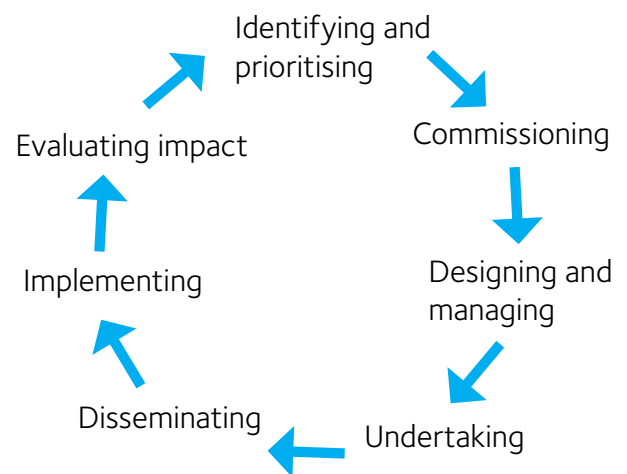 Identifying and
prioritising
Commissioning
Designing and
managing
Undertaking
Disseminating
Implementing
Evaluating impact